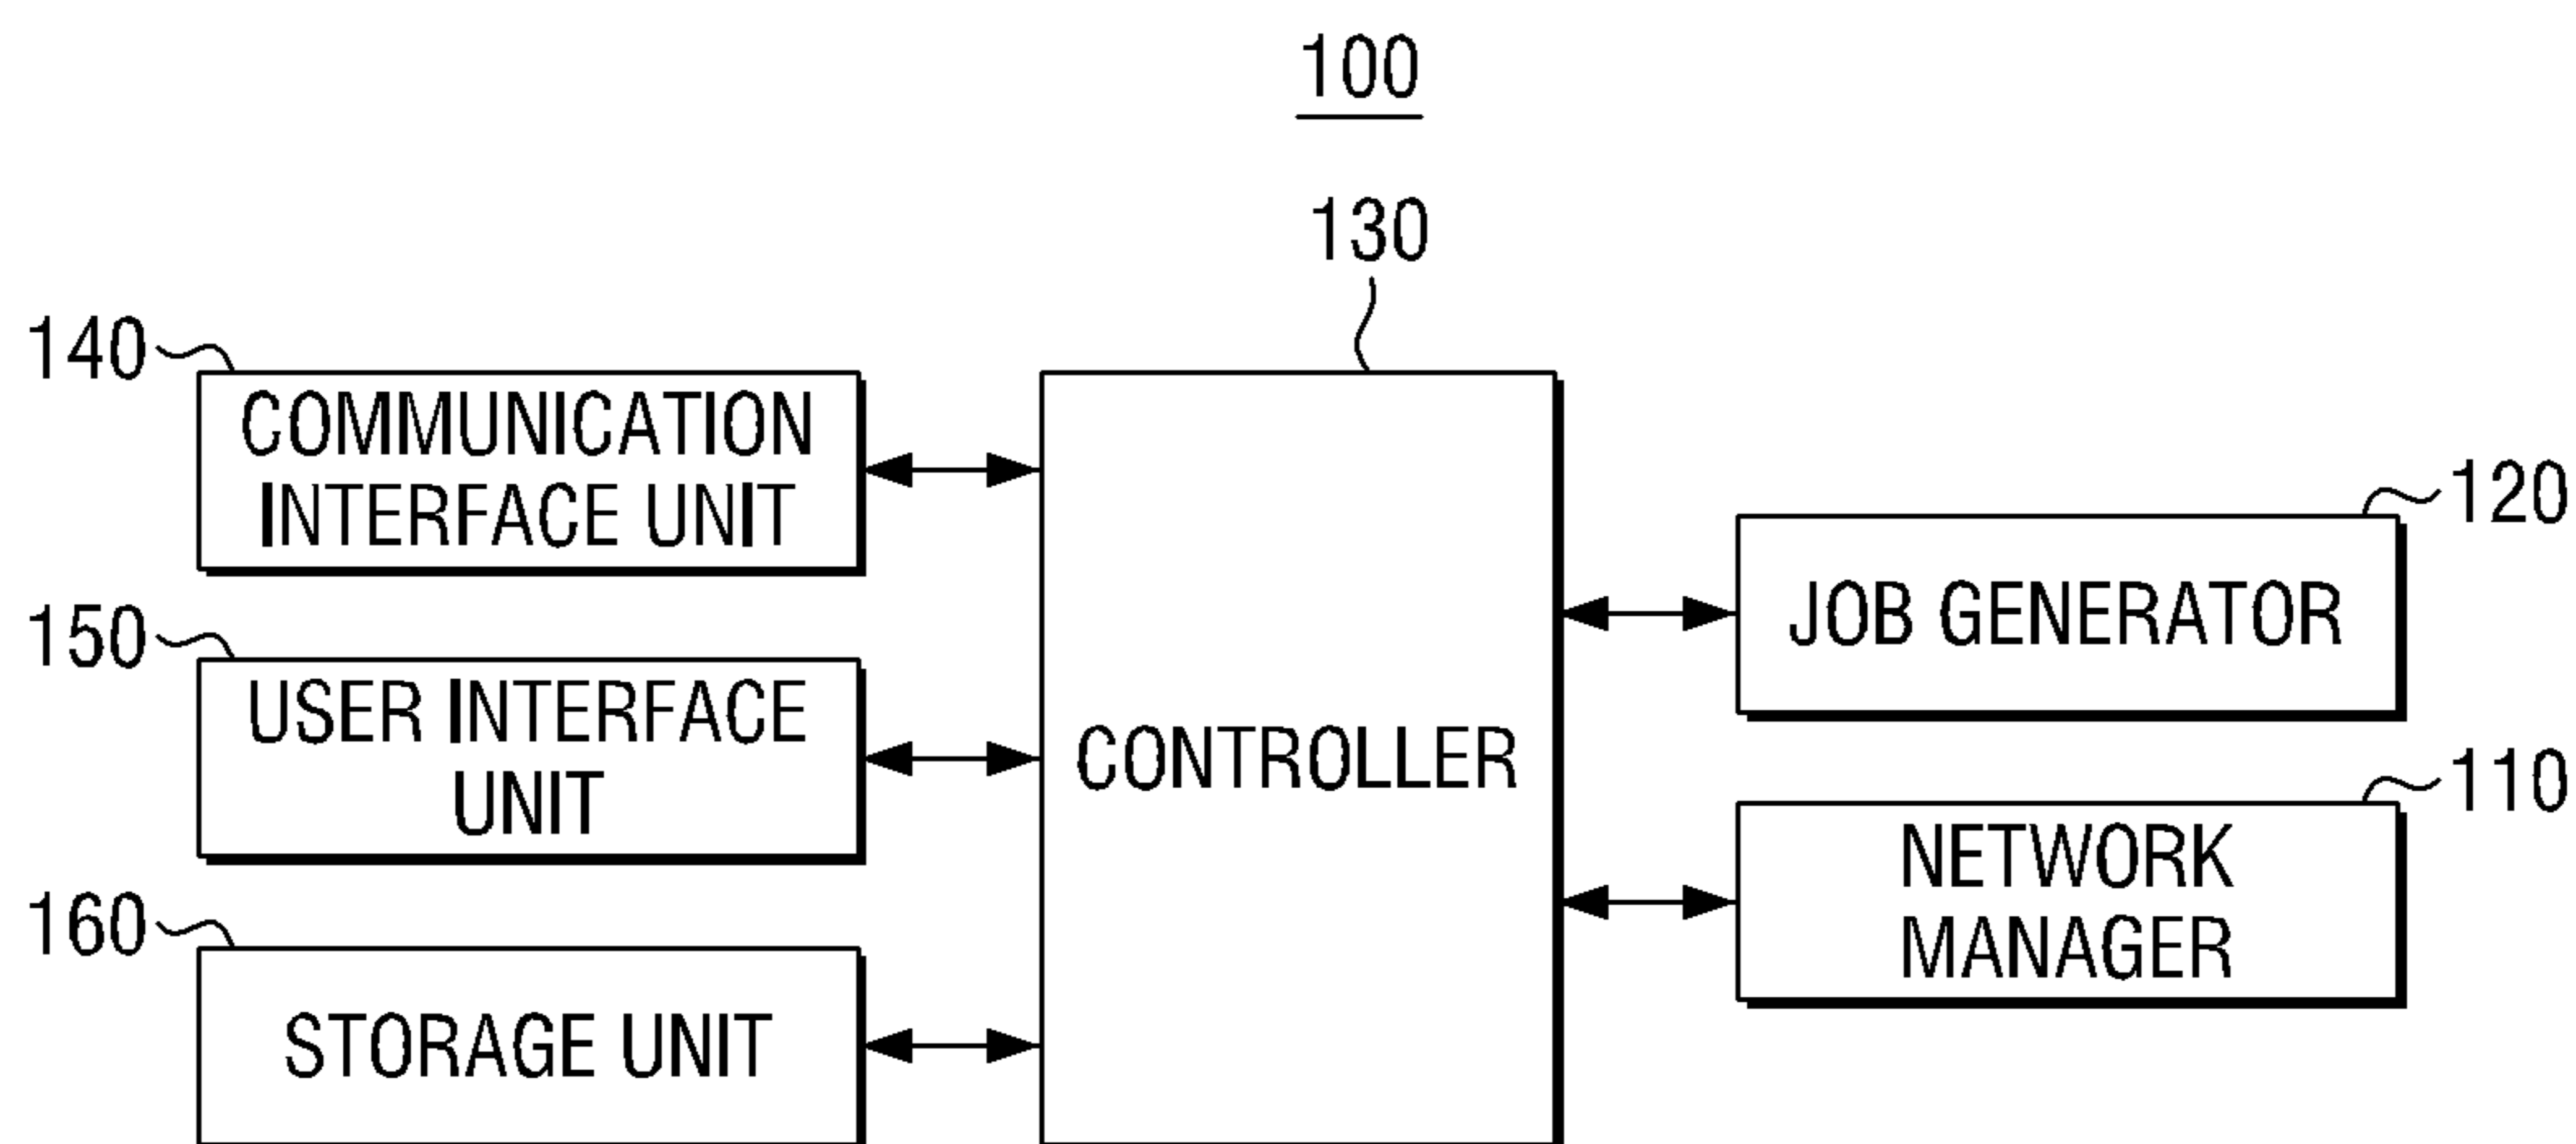 100
130
140
COMMUNICATION
INTERFACE UNIT
150
USER INTERFACE
UNIT
160
STORAGE UNIT
CONTROLLER
120
JOB GENERATOR
110
NETWORK
MANAGER